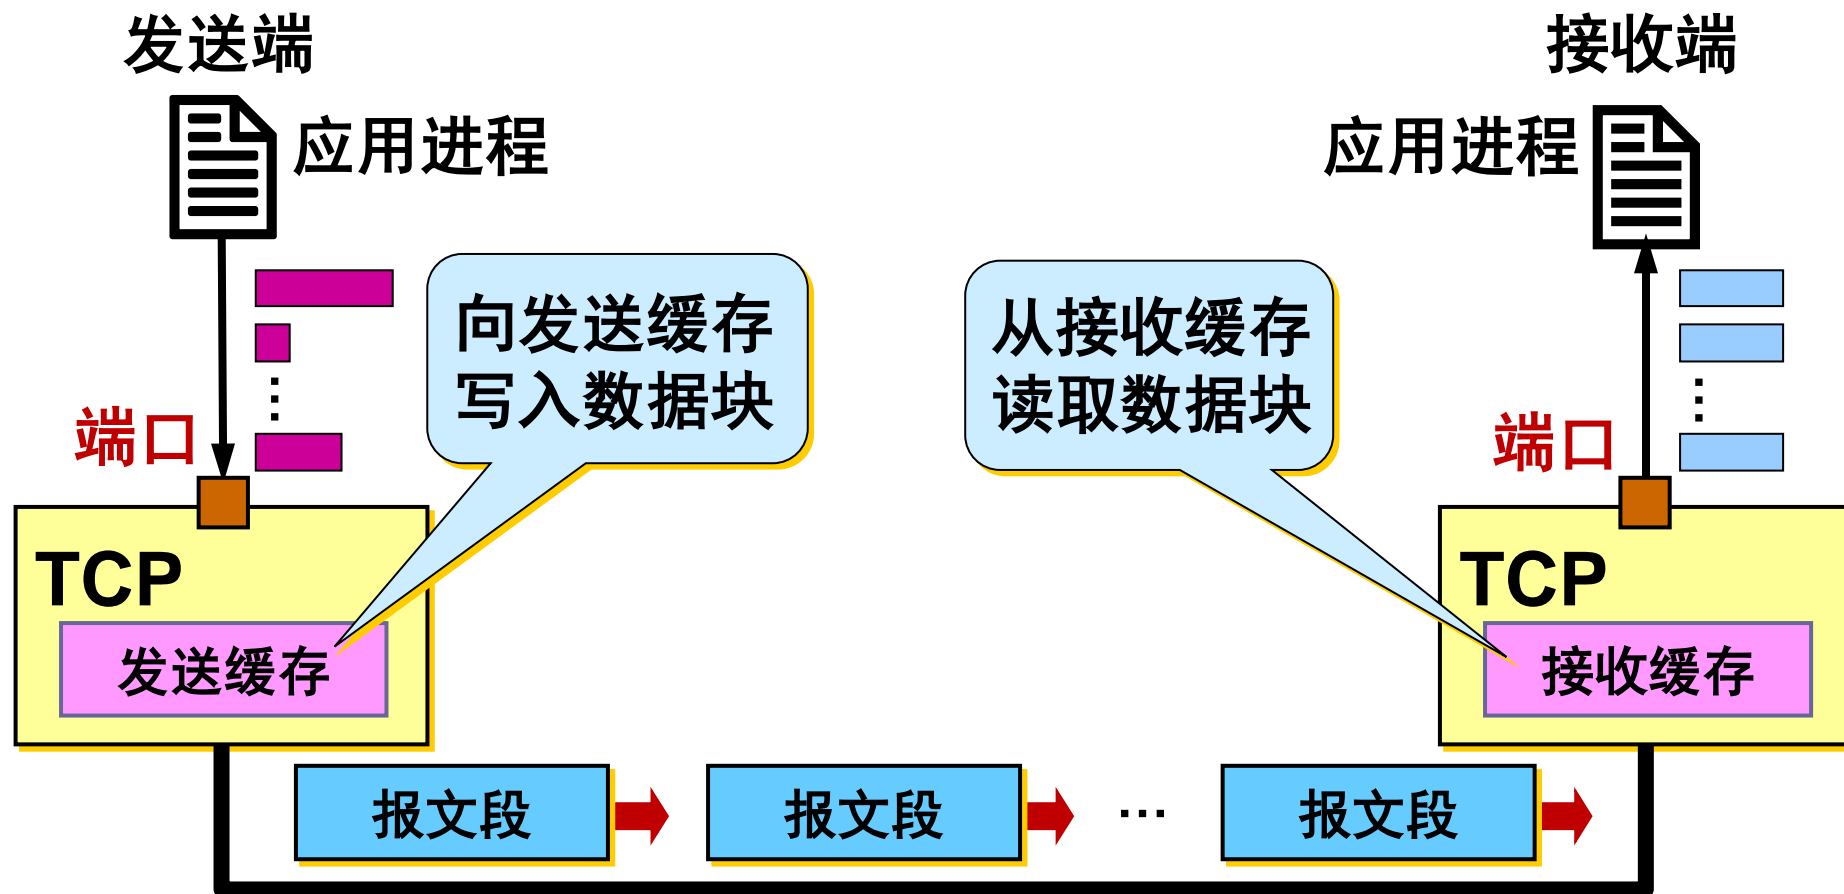 发送端
接收端
应用进程
应用进程
向发送缓存
写入数据块
从接收缓存
读取数据块
端口
端口
TCP
TCP
发送缓存
接收缓存
报文段
报文段
…
报文段